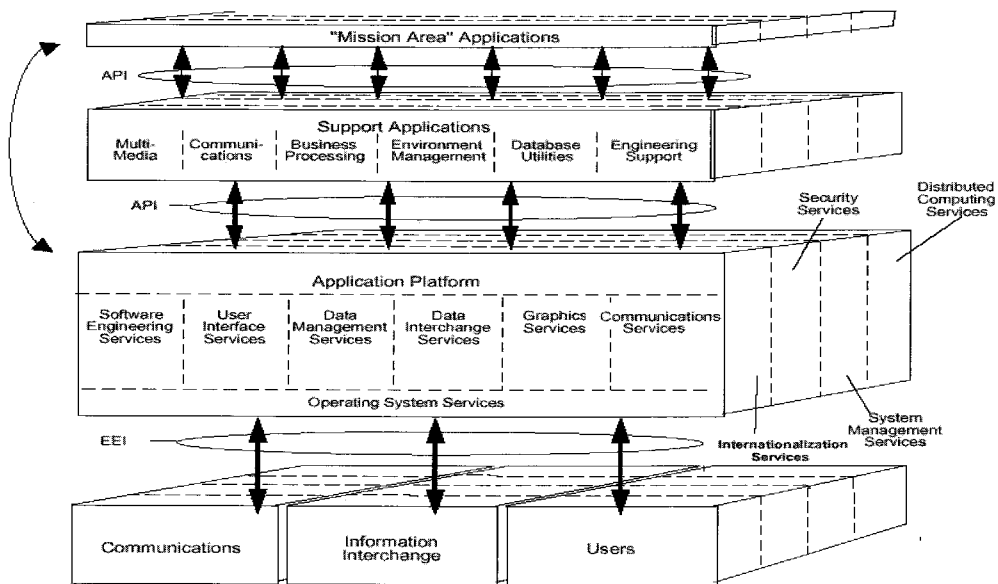 "Mission Area" Applications
API
Support Applications
Multi-
Media
Communi-
cations
Business
Processing
Environment
Management
Database
Utilities
Engineering
Support
API
Security
Services
Distributed
Computing
Services
Application Platform
Software
Engineering
Services
User
Interface
Services
Data
Management
Services
Data
Interchange
Services
Graphics
Services
Communications
Services
Operating System Services
EEI
Internationalization
Services
System
Management
Services
Communications
Information
Interchange
Users